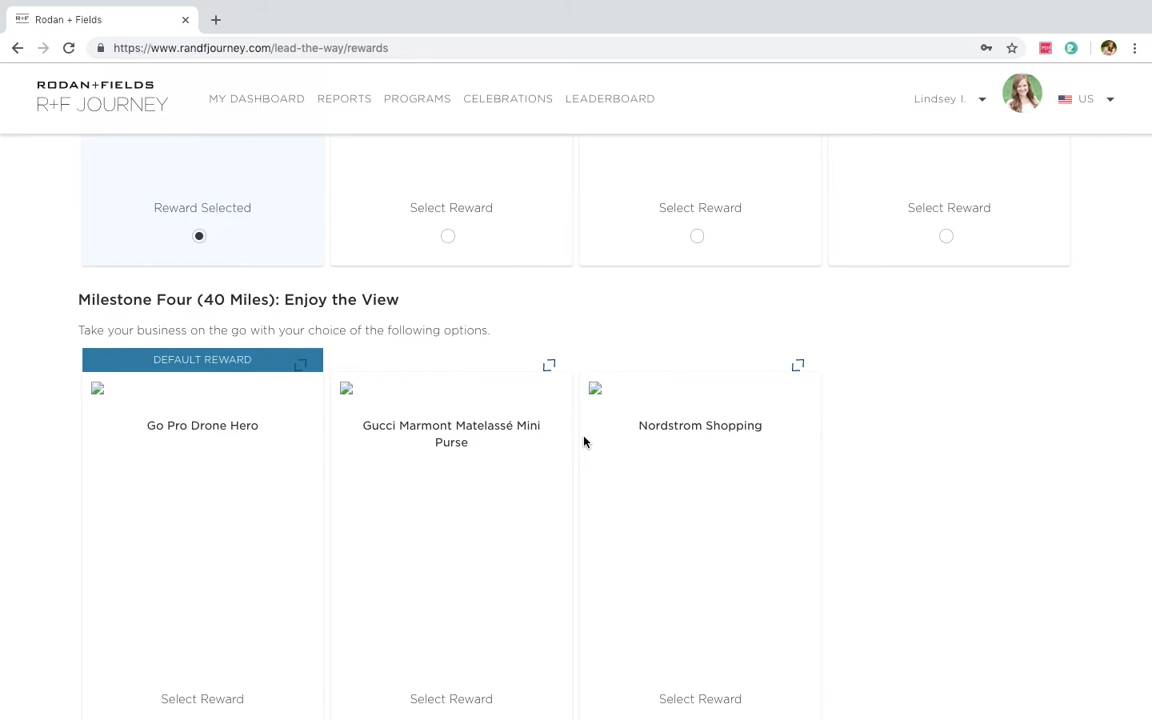 R+F
Rodan + Fields
https://www.randfjourney.com/lead-the-way/rewards
PDF
RODAN+FIELDS
R+F JOURNEY
MY DASHBOARD REPORTS PROGRAMS CELEBRATIONS LEADERBOARD
Lindsey I.
US
Reward Selected
Select Reward
Select Reward
Select Reward
Milestone Four (40 Miles): Enjoy the View
Take your business on the go with your choice of the following options.
DEFAULT REWARD
Go Pro Drone Hero
Gucci Marmont Matelassé Mini
Purse
Nordstrom Shopping
Select Reward
Select Reward
Select Reward